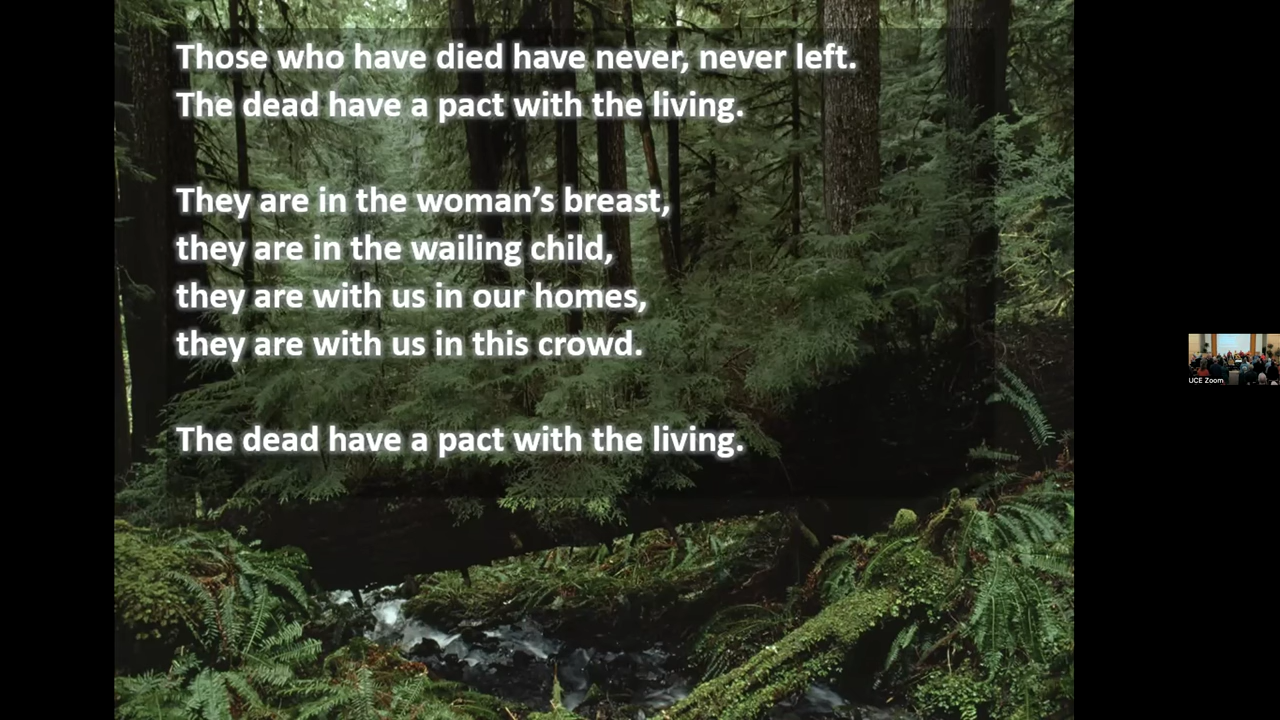 Those who have died have never, never left.
The dead have a pact with the living.
They are in the woman’s breast,
they are in the wailing child,
they are with us in our homes,
they are with us in this crowd.
The dead have a pact with the living.
UCE Zoom